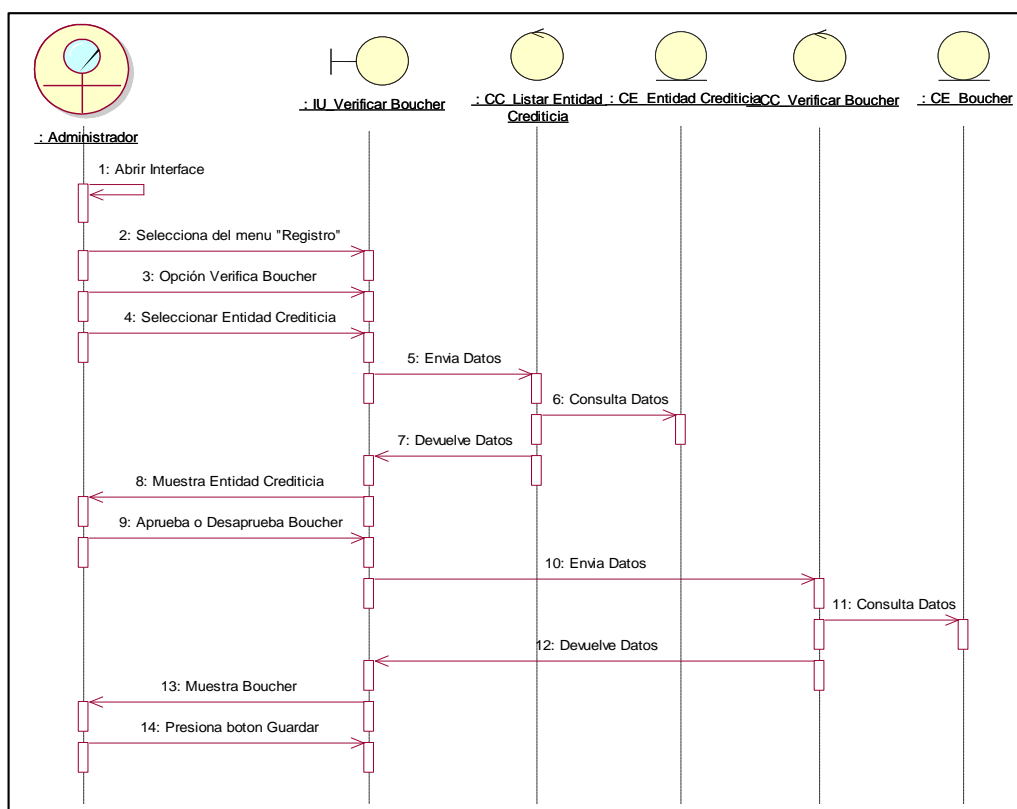 : Administrador
: IU_Verificar Boucher
: CC_Listar Entidad
Crediticia
: CE_Entidad Crediticia
: CC_Verificar Boucher
: CE_Boucher
1: Abrir Interface
2: Selecciona del menu "Registro"
3: Opción Verifica Boucher
4: Seleccionar Entidad Crediticia
5: Envia Datos
6: Consulta Datos
7: Devuelve Datos
8: Muestra Entidad Crediticia
9: Aprueba o Desaprueba Boucher
10: Envia Datos
11: Consulta Datos
12: Devuelve Datos
13: Muestra Boucher
14: Presiona boton Guardar